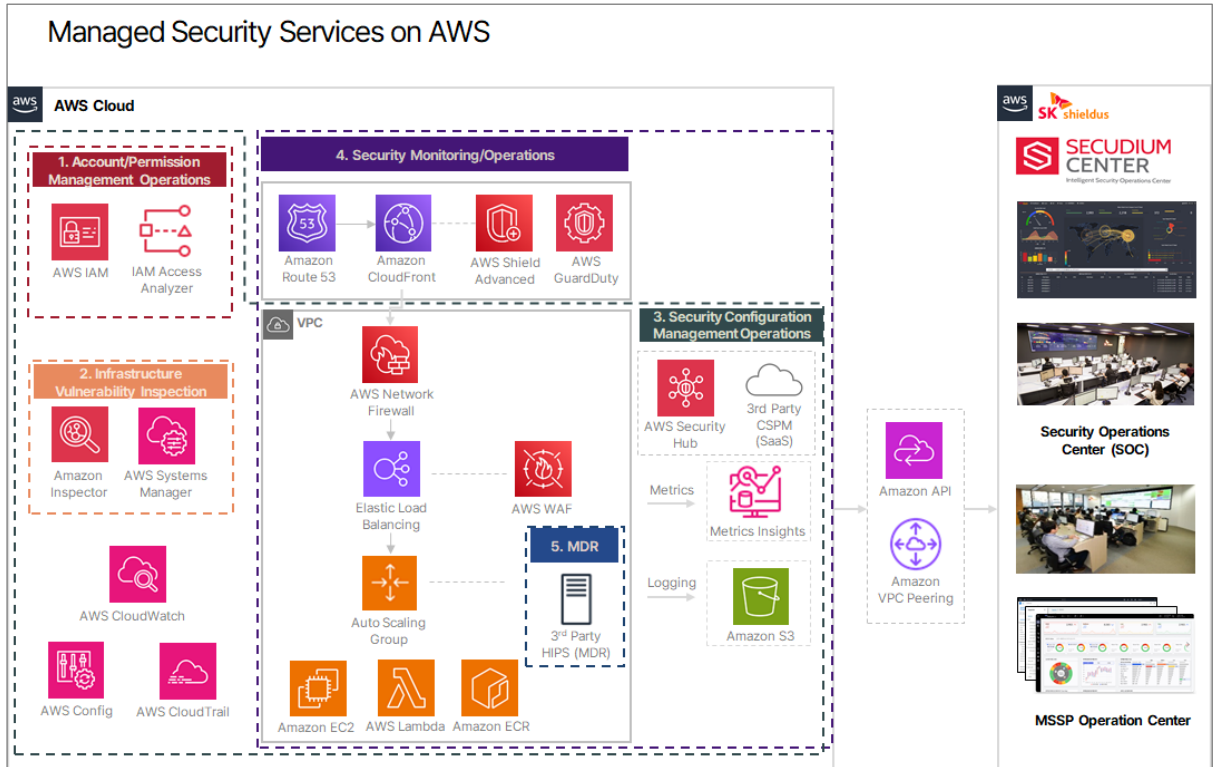 Managed Security Services on AWS
aws
AWS Cloud
1. Account/Permission
Management Operations
AWS IAM
IAM Access
Analyzer
2. Infrastructure
Vulnerability Inspection
Amazon
Inspector
AWS Systems
Manager
AWS CloudWatch
AWS Config
AWS CloudTrail
4. Security Monitoring/Operations
53
Amazon
Route 53
Amazon
CloudFront
AWS Shield
Advanced
AWS
GuardDuty
VPC
AWS Network
Firewall
Elastic Load
Balancing
AWS WAF
Auto Scaling
Group
5. MDR
3rd Party
HIPS (MDR)
Amazon EC2
AWS Lambda
Amazon ECR
3. Security Configuration
Management Operations
AWS Security
Hub
3rd Party
CSPM
(SaaS)
Metrics
Metrics Insights
Logging
Amazon S3
Amazon API
Amazon
VPC Peering
aws
SK shieldus
SECUDIUM
CENTER
Intelligent Security Operations Center
Security Operations
Center (SOC)
MSSP Operation Center